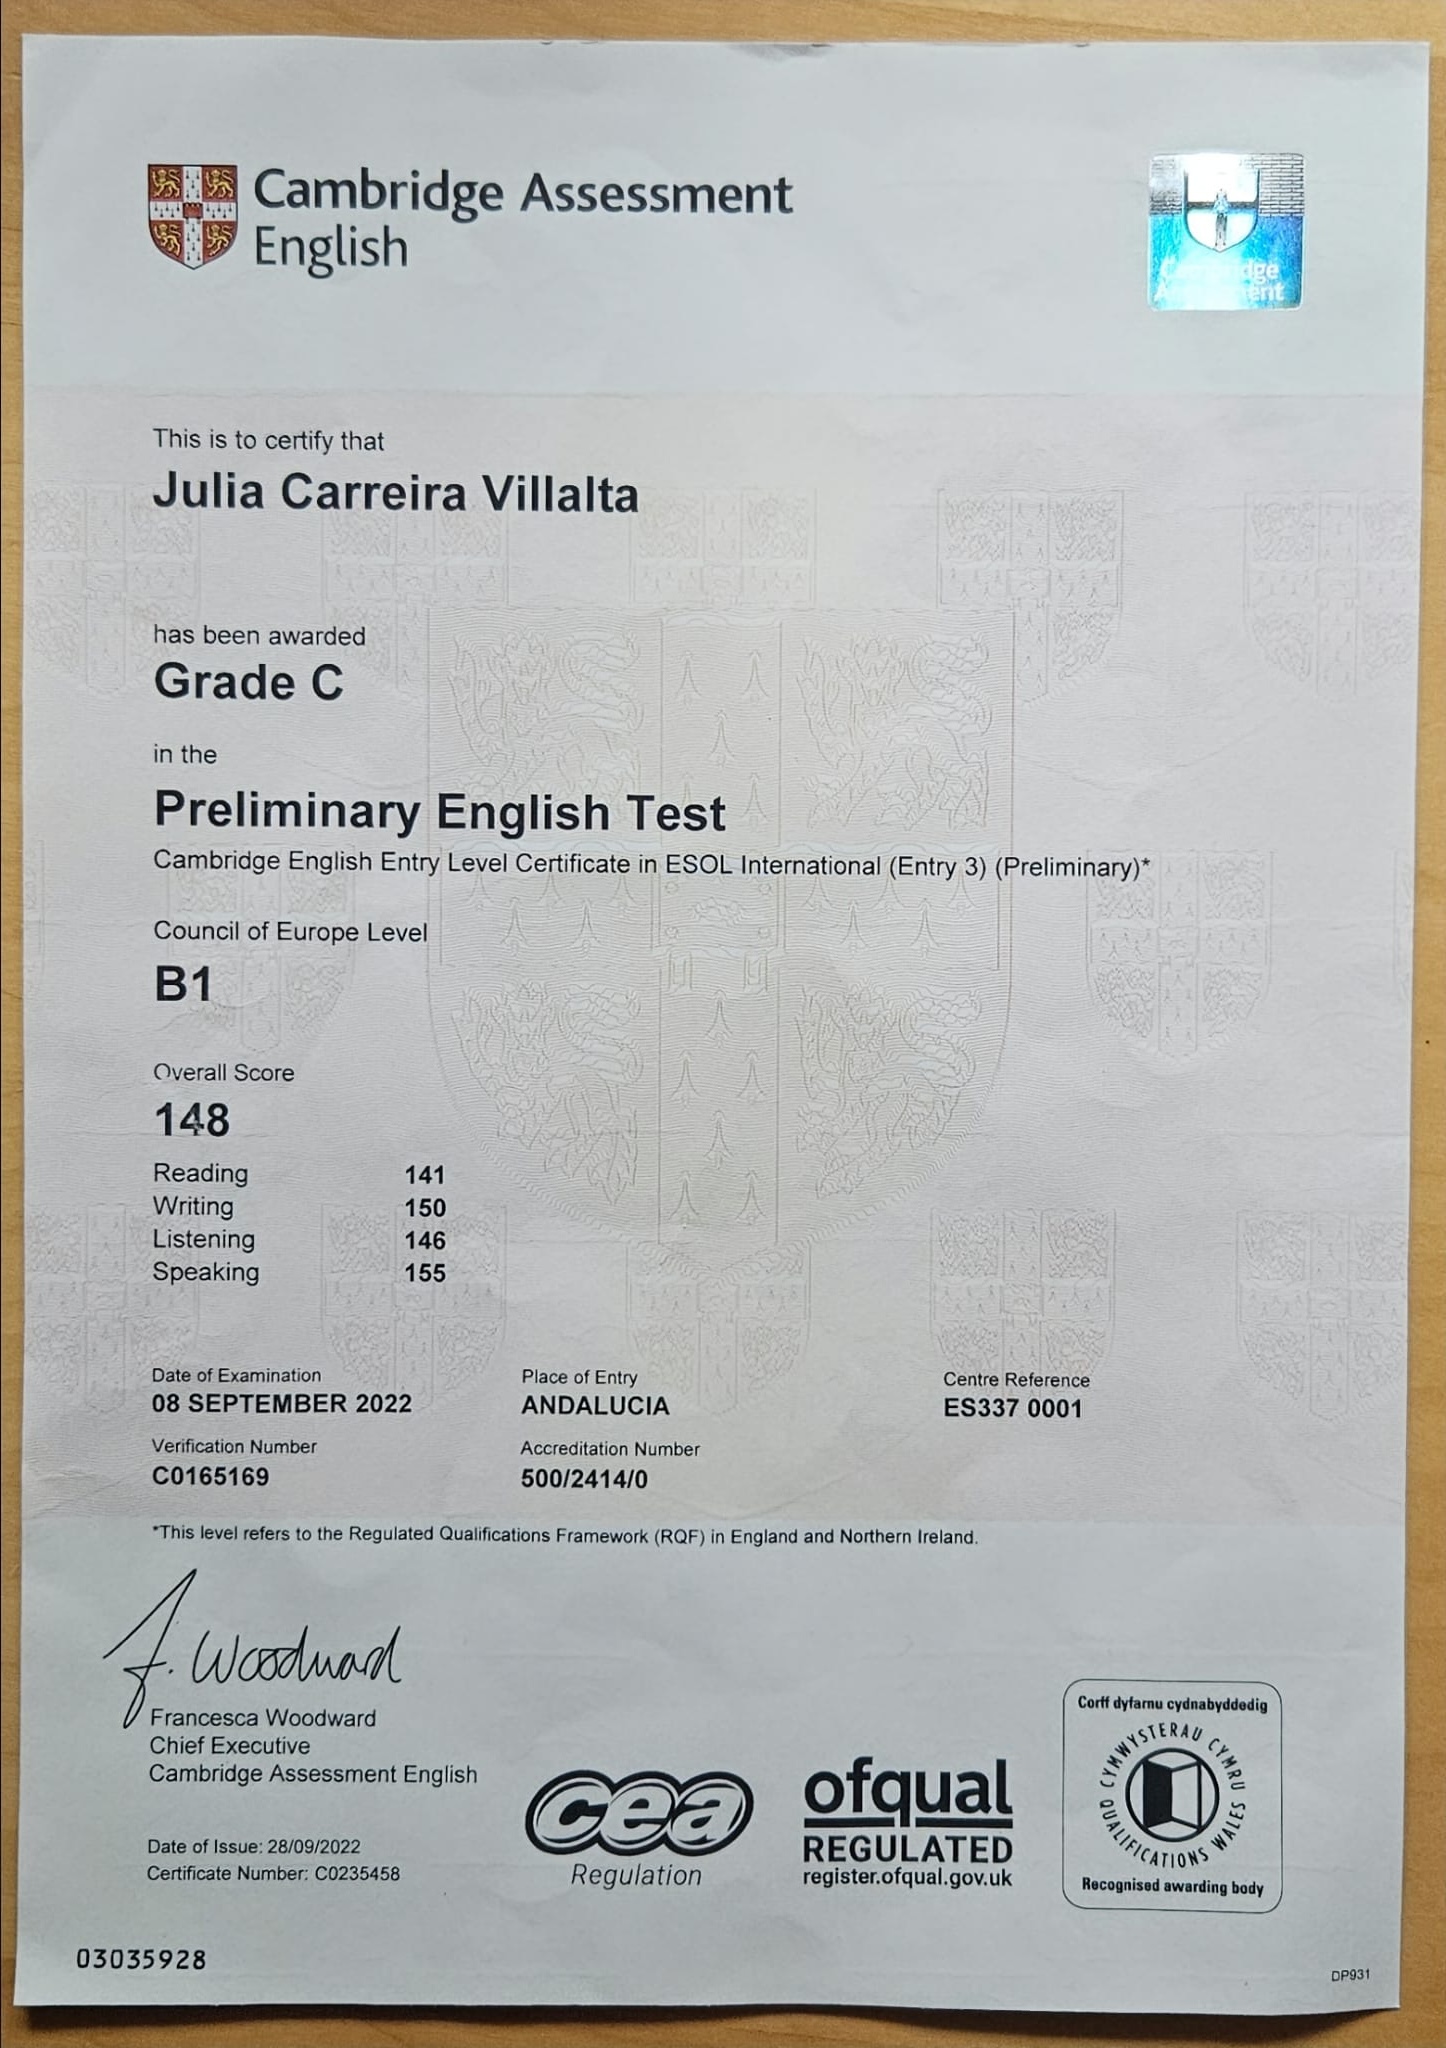 Cambridge Assessment
English
Cambridge
Assessment
This is to certify that
Julia Carreira Villalta
has been awarded
Grade C
in the
Preliminary English Test
Cambridge English Entry Level Certificate in ESOL International (Entry 3) (Preliminary)*
Council of Europe Level
B1
Overall Score
148
Reading 141
Writing 150
Listening 146
Speaking 155
Date of Examination Place of Entry Centre Reference
08 SEPTEMBER 2022 ANDALUCIA ES337 0001
Verification Number Accreditation Number
C0165169 500/2414/0
*This level refers to the Regulated Qualifications Framework (RQF) in England and Northern Ireland.
F. Woodward
Francesca Woodward
Chief Executive
Cambridge Assessment English
Date of Issue: 28/09/2022
Certificate Number: C0235458
cea
Regulation
ofqual
REGULATED
register.ofqual.gov.uk
Corff dyfarnu cydnabyddedig
CYMWYSTERAU CYMRU
QUALIFICATIONS WALES
Recognised awarding body
03035928
DP931